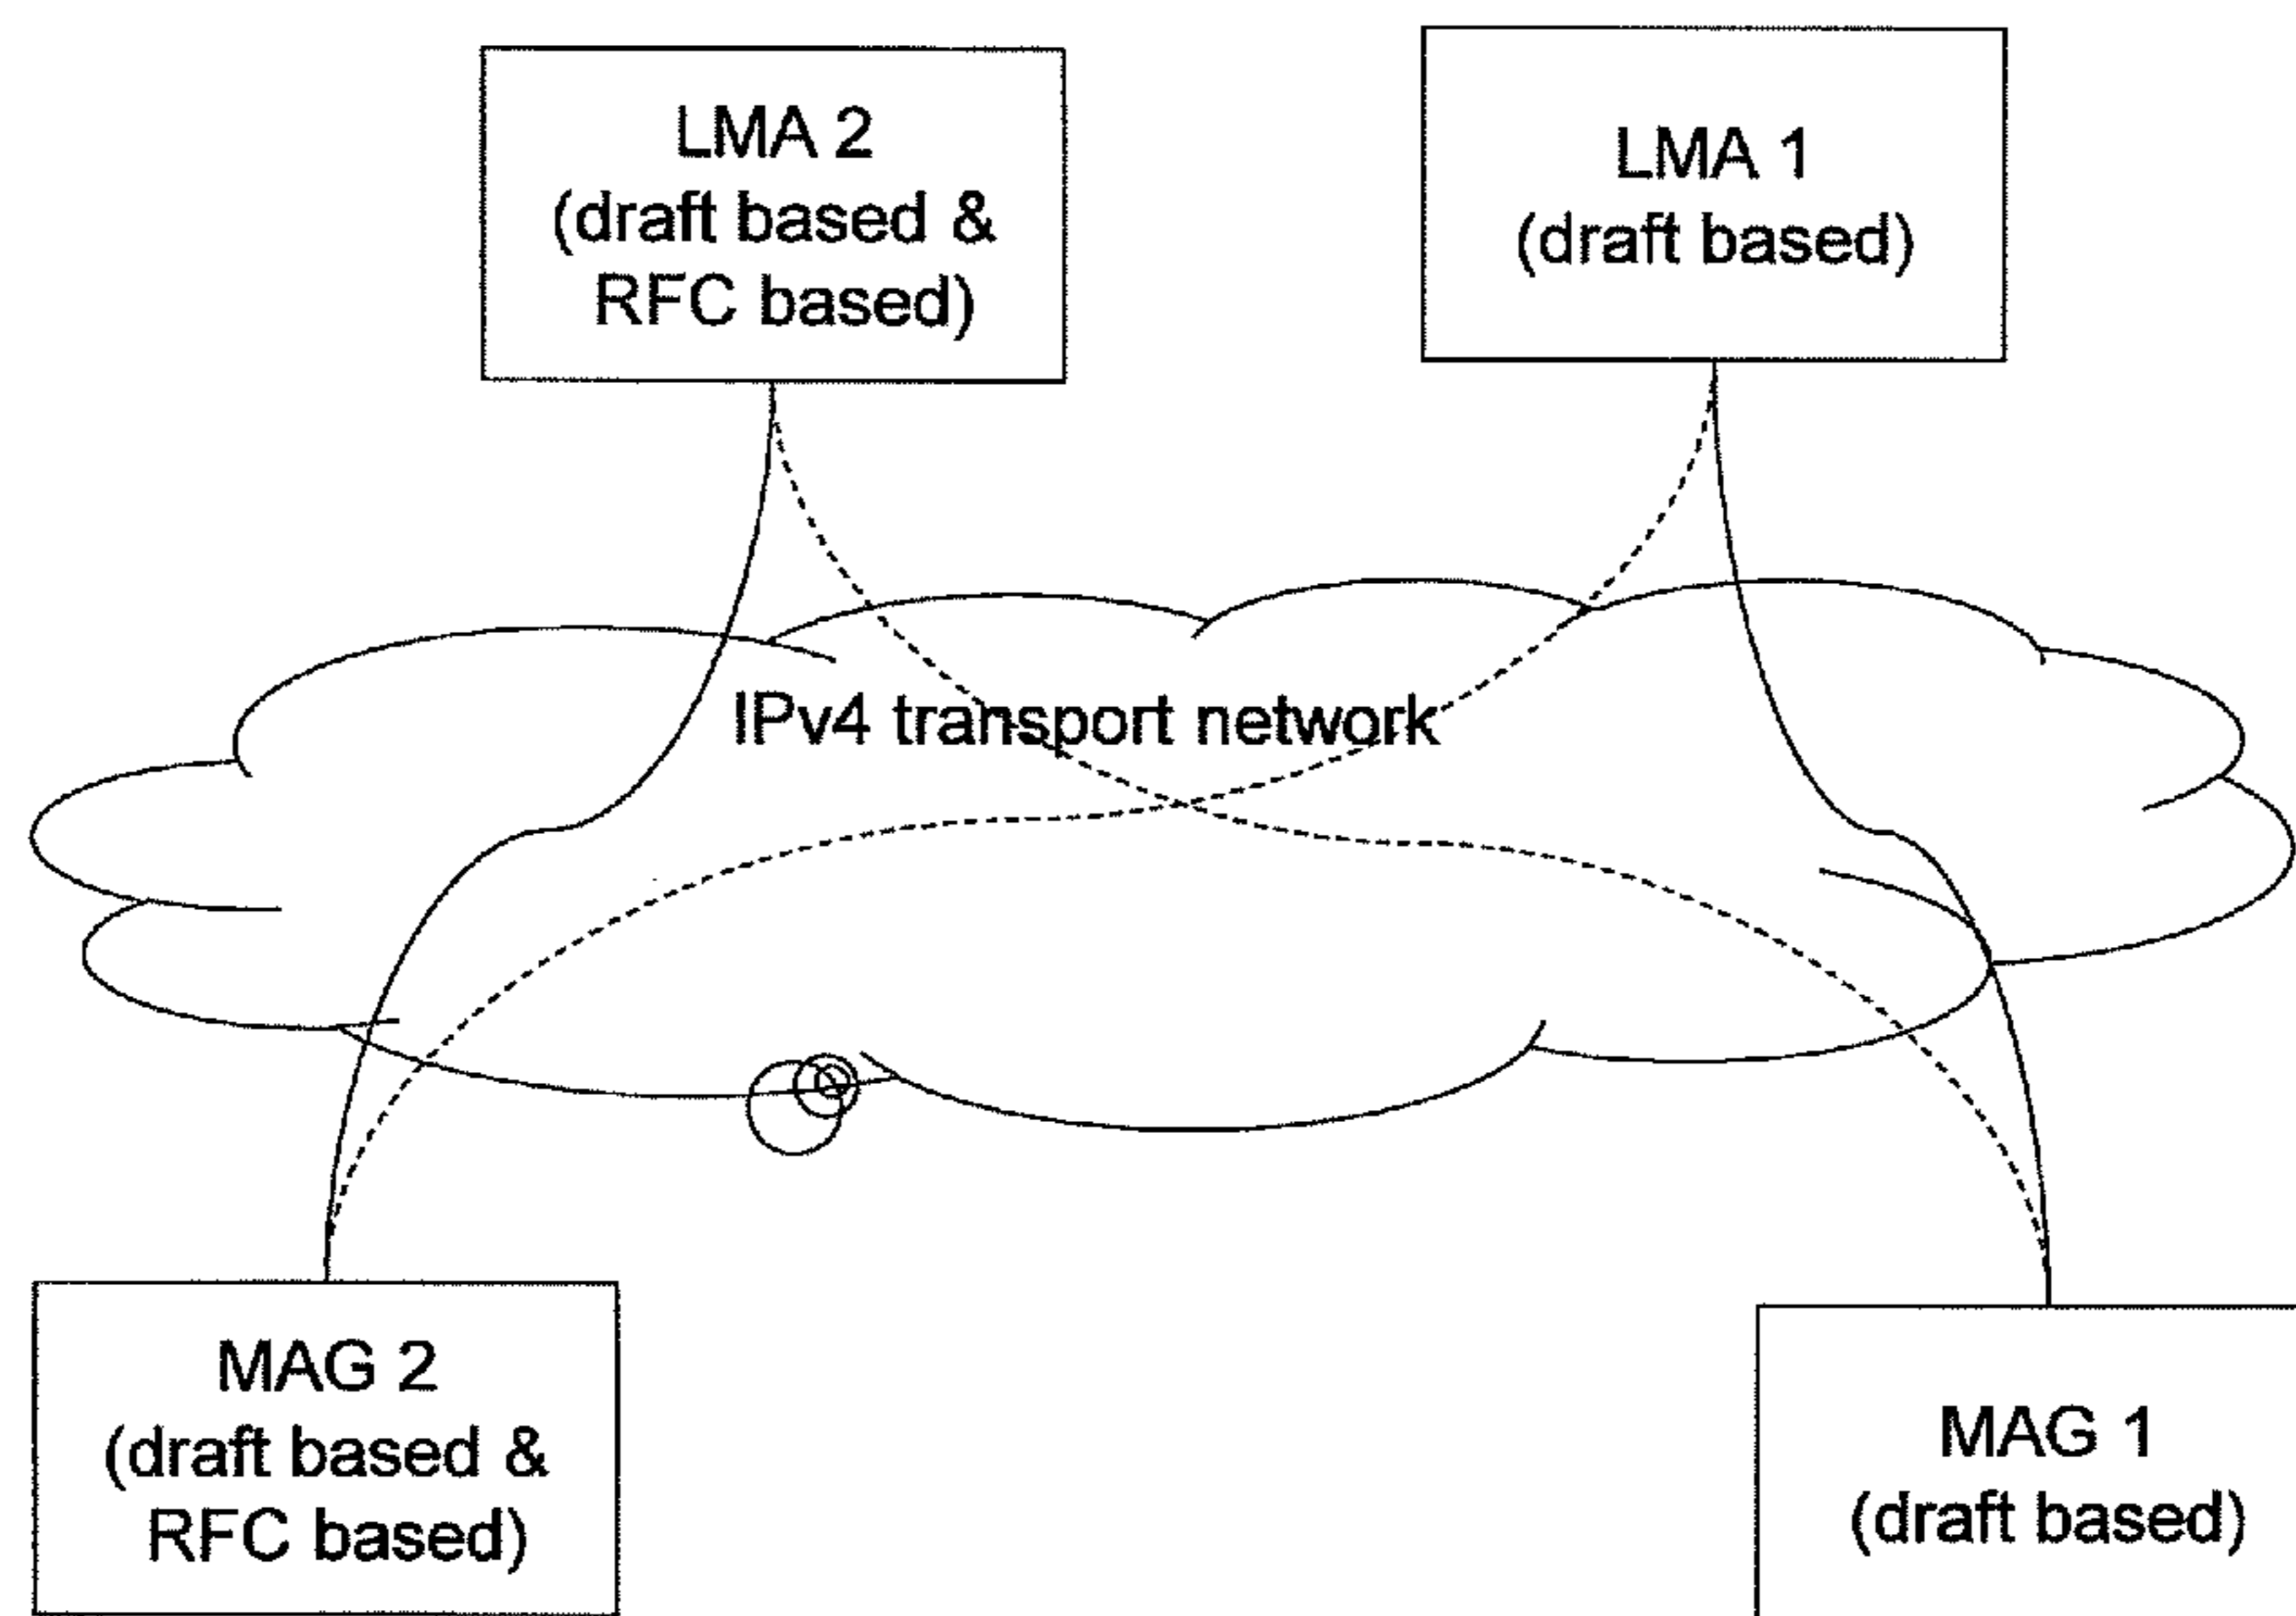 LMA 2
(draft based &
RFC based)
LMA 1
(draft based)
IPv4 transport network
MAG 2
(draft based &
RFC based)
MAG 1
(draft based)